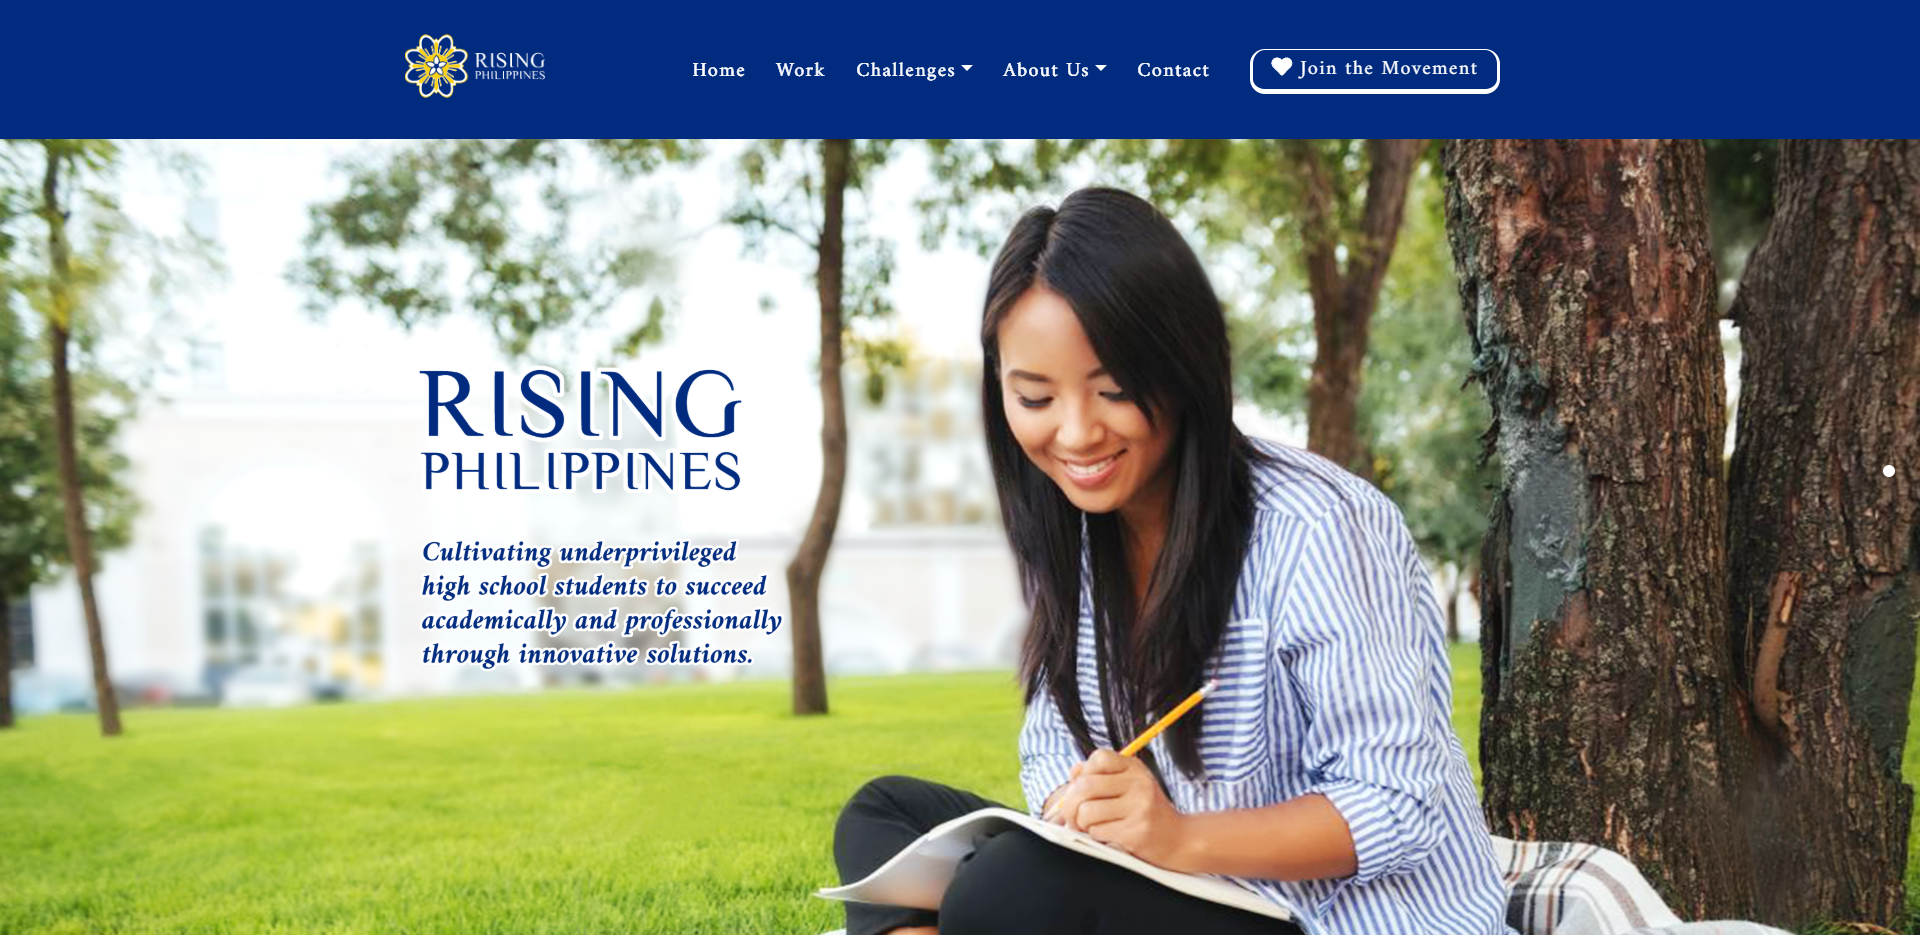 RISING
PHILIPPINES
Home Work Challenges About Us Contact Join the Movement
RISING
PHILIPPINES
Cultivating underprivileged
high school students to succeed
academically and professionally
through innovative solutions.